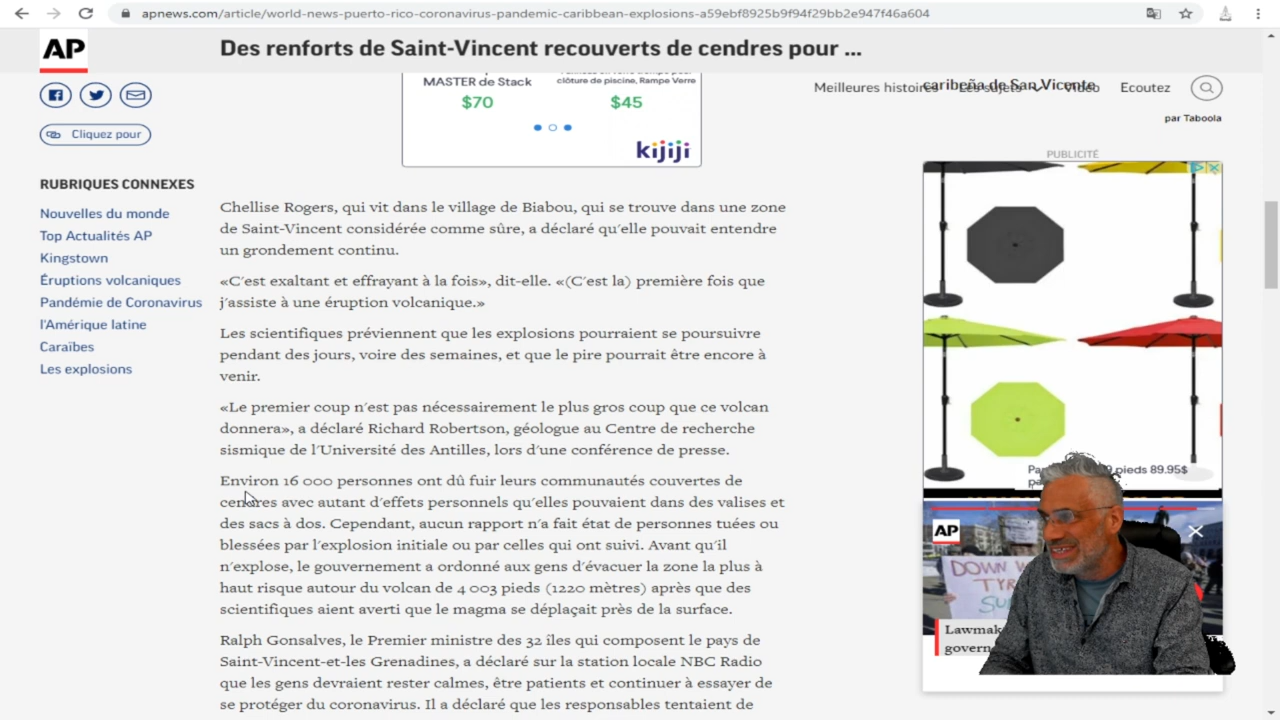 apnews.com/article/world-news-puerto-rico-coronavirus-pandemic-caribbean-explosions-a59ebf8925b9f94f29bb2e947f46a604
AP
Des renforts de Saint-Vincent recouverts de cendres pour ...
MASTER de Stack
clôture de piscine, Rampe Verre
$70
$45
kijiji
Meilleures histoires
Les sujets
Vidéo
Ecoutez
caribeña de San Vicente
par Taboola
Cliquez pour
RUBRIQUES CONNEXES
Nouvelles du monde
Top Actualités AP
Kingstown
Éruptions volcaniques
Pandémie de Coronavirus
l'Amérique latine
Caraïbes
Les explosions
Chellise Rogers, qui vit dans le village de Biabou, qui se trouve dans une zone
de Saint-Vincent considérée comme sûre, a déclaré qu'elle pouvait entendre
un grondement continu.
«C'est exaltant et effrayant à la fois», dit-elle. «(C'est la) première fois que
j'assiste à une éruption volcanique.»
Les scientifiques préviennent que les explosions pourraient se poursuivre
pendant des jours, voire des semaines, et que le pire pourrait être encore à
venir.
«Le premier coup n'est pas nécessairement le plus gros coup que ce volcan
donnera», a déclaré Richard Robertson, géologue au Centre de recherche
sismique de l'Université des Antilles, lors d'une conférence de presse.
Environ 16 000 personnes ont dû fuir leurs communautés couvertes de
cendres avec autant d'effets personnels qu'elles pouvaient dans des valises et
des sacs à dos. Cependant, aucun rapport n'a fait état de personnes tuées ou
blessées par l'explosion initiale ou par celles qui ont suivi. Avant qu'il
n'explose, le gouvernement a ordonné aux gens d'évacuer la zone la plus à
haut risque autour du volcan de 4 003 pieds (1220 mètres) après que des
scientifiques aient averti que le magma se déplaçait près de la surface.
Ralph Gonsalves, le Premier ministre des 32 îles qui composent le pays de
Saint-Vincent-et-les Grenadines, a déclaré sur la station locale NBC Radio
que les gens devraient rester calmes, être patients et continuer à essayer de
se protéger du coronavirus. Il a déclaré que les responsables tentaient de
PUBLICITÉ
pieds 89.95$
AP
DOWN
Lawmak
govern